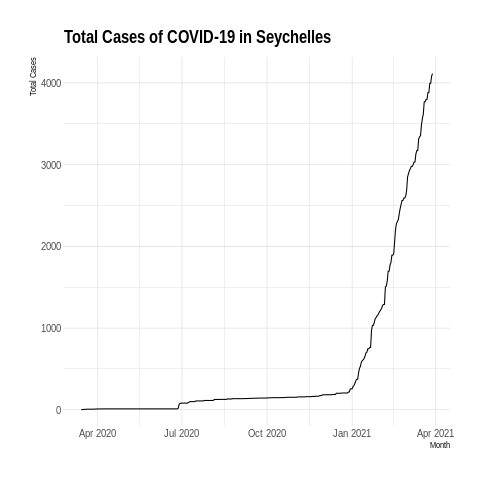 Total Cases of COVID-19 in Seychelles
Total Cases
4000
3000
2000
1000
0
Apr 2020 Jul 2020 Oct 2020 Jan 2021 Apr 2021
Month